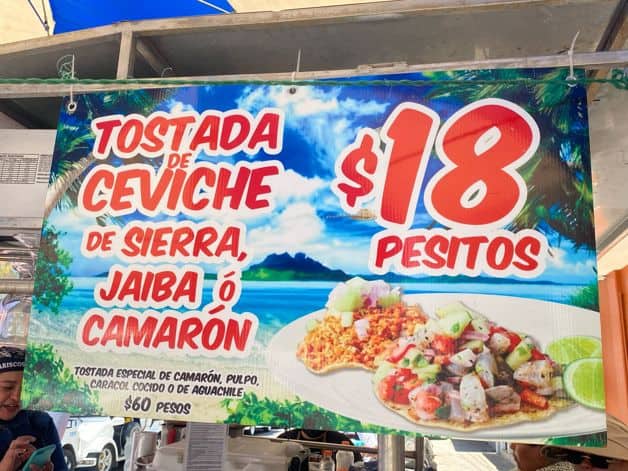 TOSTADA
DE
CEVICHE
DE SIERRA,
JAIBA ó
CAMARÓN
$18
PESITOS
TOSTADA ESPECIAL DE CAMARÓN, PULPO,
CARACOL COCIDO O DE AGUACHILE
$60 PESOS